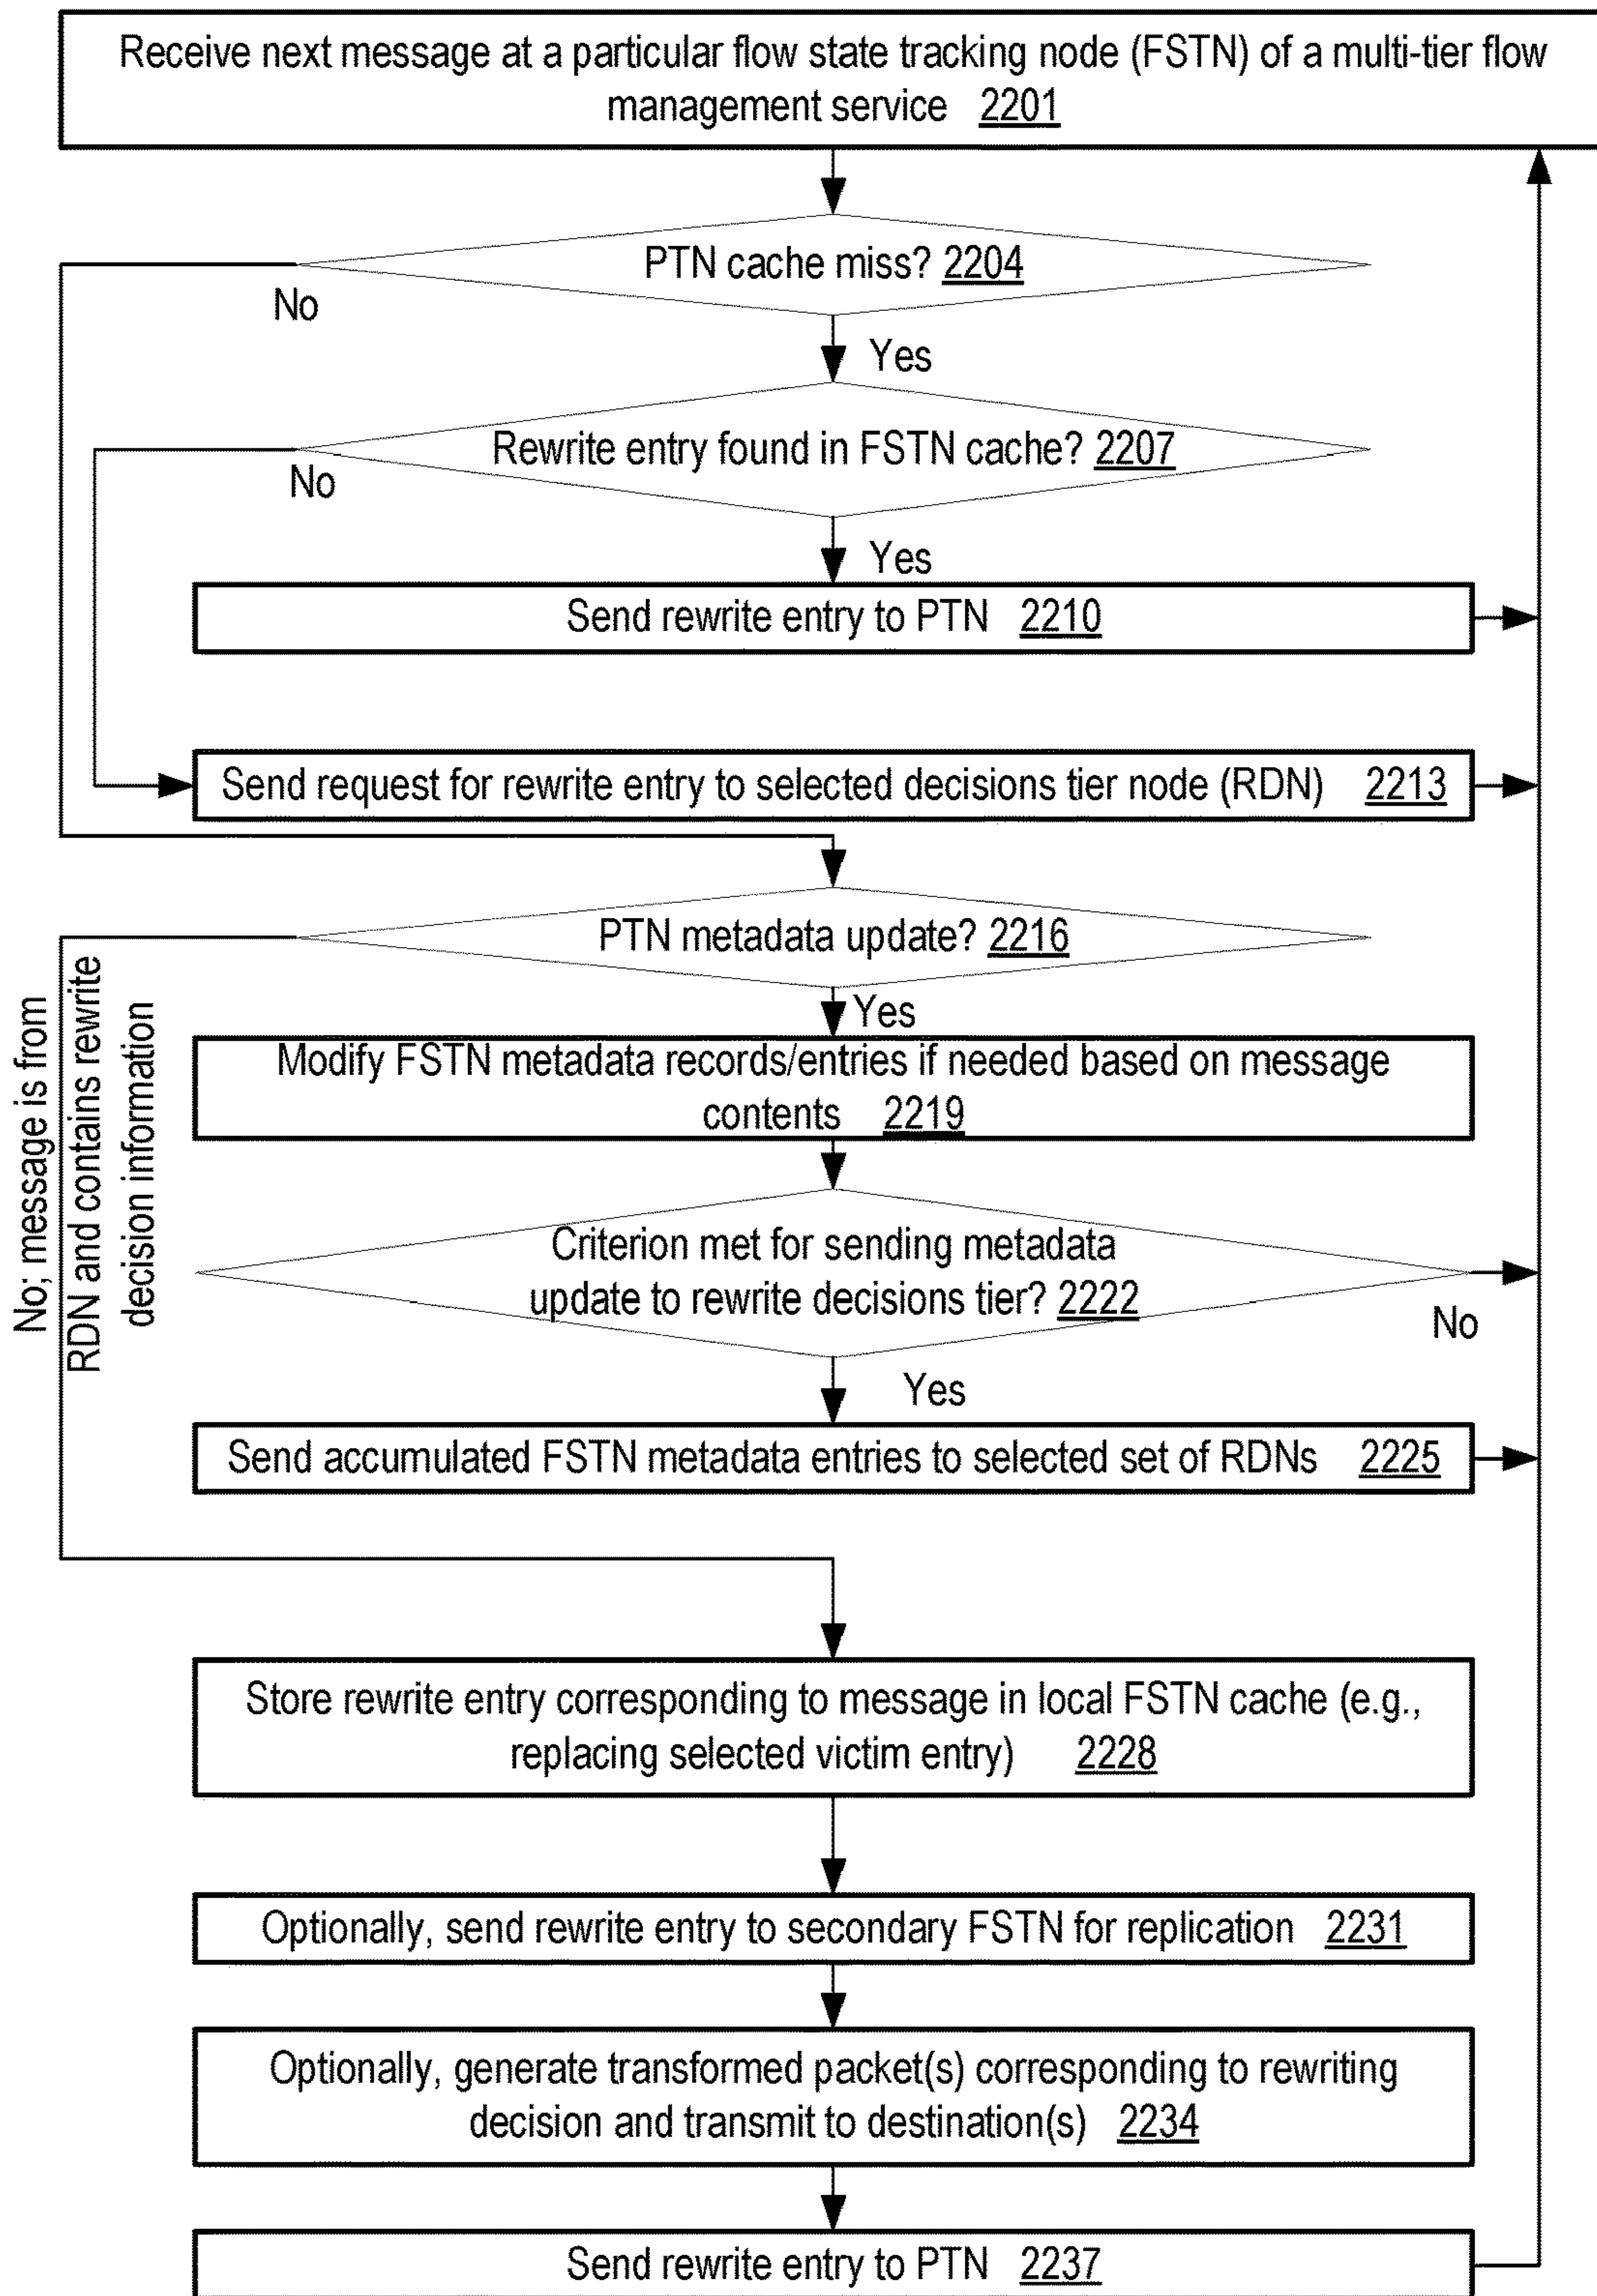 Receive next message at a particular flow state tracking node (FSTN) of a multi-tier flow
management service 2201
PTN cache miss? 2204
No
Yes
Rewrite entry found in FSTN cache? 2207
No
Yes
Send rewrite entry to PTN 2210
Send request for rewrite entry to selected decisions tier node (RDN) 2213
PTN metadata update? 2216
No; message is from
RDN and contains rewrite
decision information
Yes
Modify FSTN metadata records/entries if needed based on message
contents 2219
Criterion met for sending metadata
update to rewrite decisions tier? 2222
No
Yes
Send accumulated FSTN metadata entries to selected set of RDNs 2225
Store rewrite entry corresponding to message in local FSTN cache (e.g.,
replacing selected victim entry) 2228
Optionally, send rewrite entry to secondary FSTN for replication 2231
Optionally, generate transformed packet(s) corresponding to rewriting
decision and transmit to destination(s) 2234
Send rewrite entry to PTN 2237